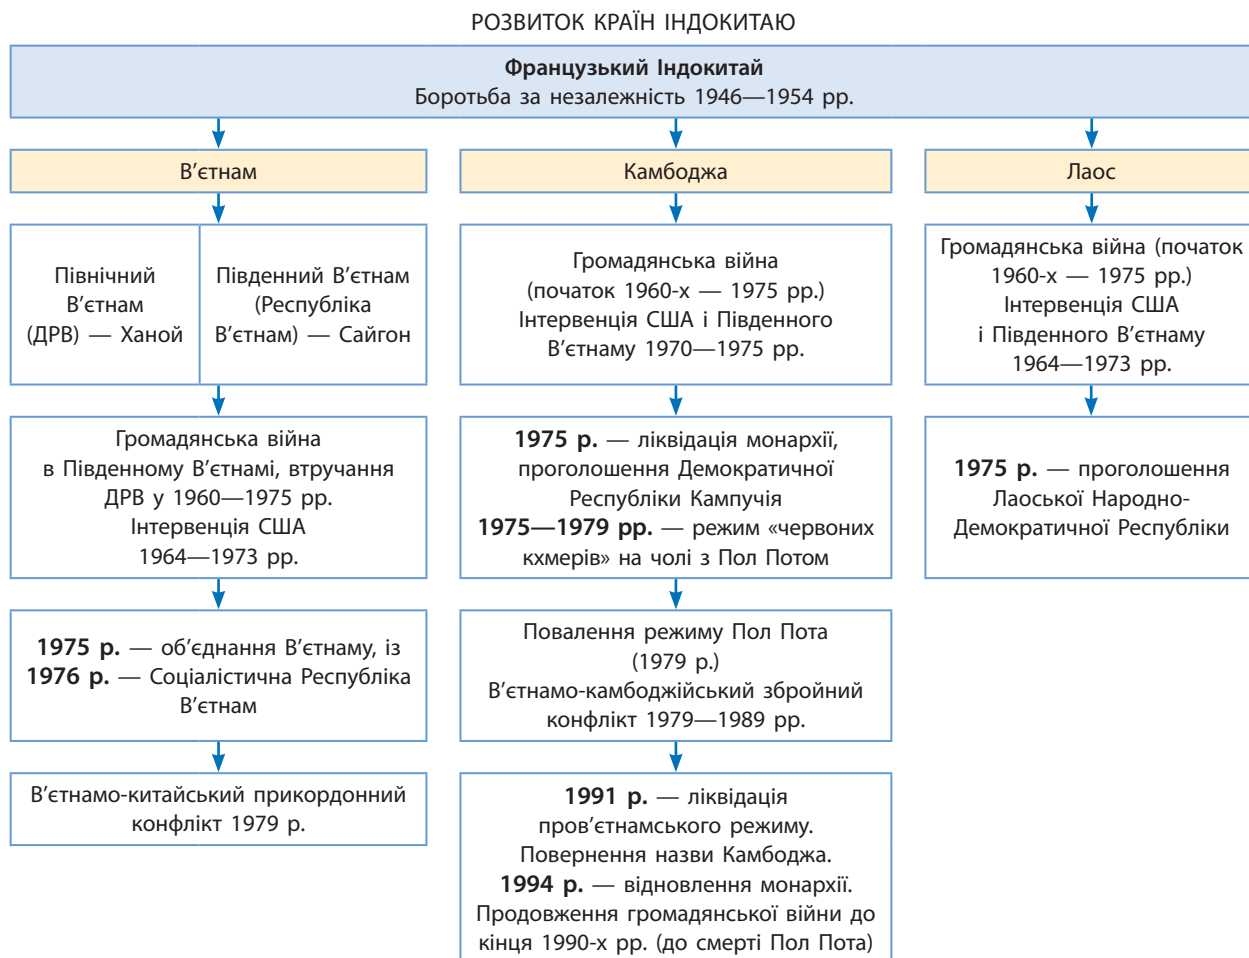 РОЗВИТОК КРАЇН ІНДОКИТАЮ
Французький Індокитай
Боротьба за незалежність 1946—1954 рр.
В'єтнам
Камбоджа
Лаос
Північний
В'єтнам
(ДРВ) — Ханой
Південний В'єтнам
(Республіка
В'єтнам) — Сайгон
Громадянська війна
(початок 1960-х — 1975 рр.)
Інтервенція США і Південного
В'єтнаму 1970—1975 рр.
Громадянська війна (початок
1960-х — 1975 рр.)
Інтервенція США
і Південного В'єтнаму
1964—1973 рр.
Громадянська війна
в Південному В'єтнамі, втручання
ДРВ у 1960—1975 рр.
Інтервенція США
1964—1973 рр.
1975 р. — ліквідація монархії,
проголошення Демократичної
Республіки Кампучія
1975—1979 рр. — режим «червоних
кхмерів» на чолі з Пол Потом
1975 р. — проголошення
Лаоської Народно-
Демократичної Республіки
1975 р. — об'єднання В'єтнаму, із
1976 р. — Соціалістична Республіка
В'єтнам
Повалення режиму Пол Пота
(1979 р.)
В'єтнамо-камбоджійський збройний
конфлікт 1979—1989 рр.
В'єтнамо-китайський прикордонний
конфлікт 1979 р.
1991 р. — ліквідація
пров'єтнамського режиму.
Повернення назви Камбоджа.
1994 р. — відновлення монархії.
Продовження громадянської війни до
кінця 1990-х рр. (до смерті Пол Пота)